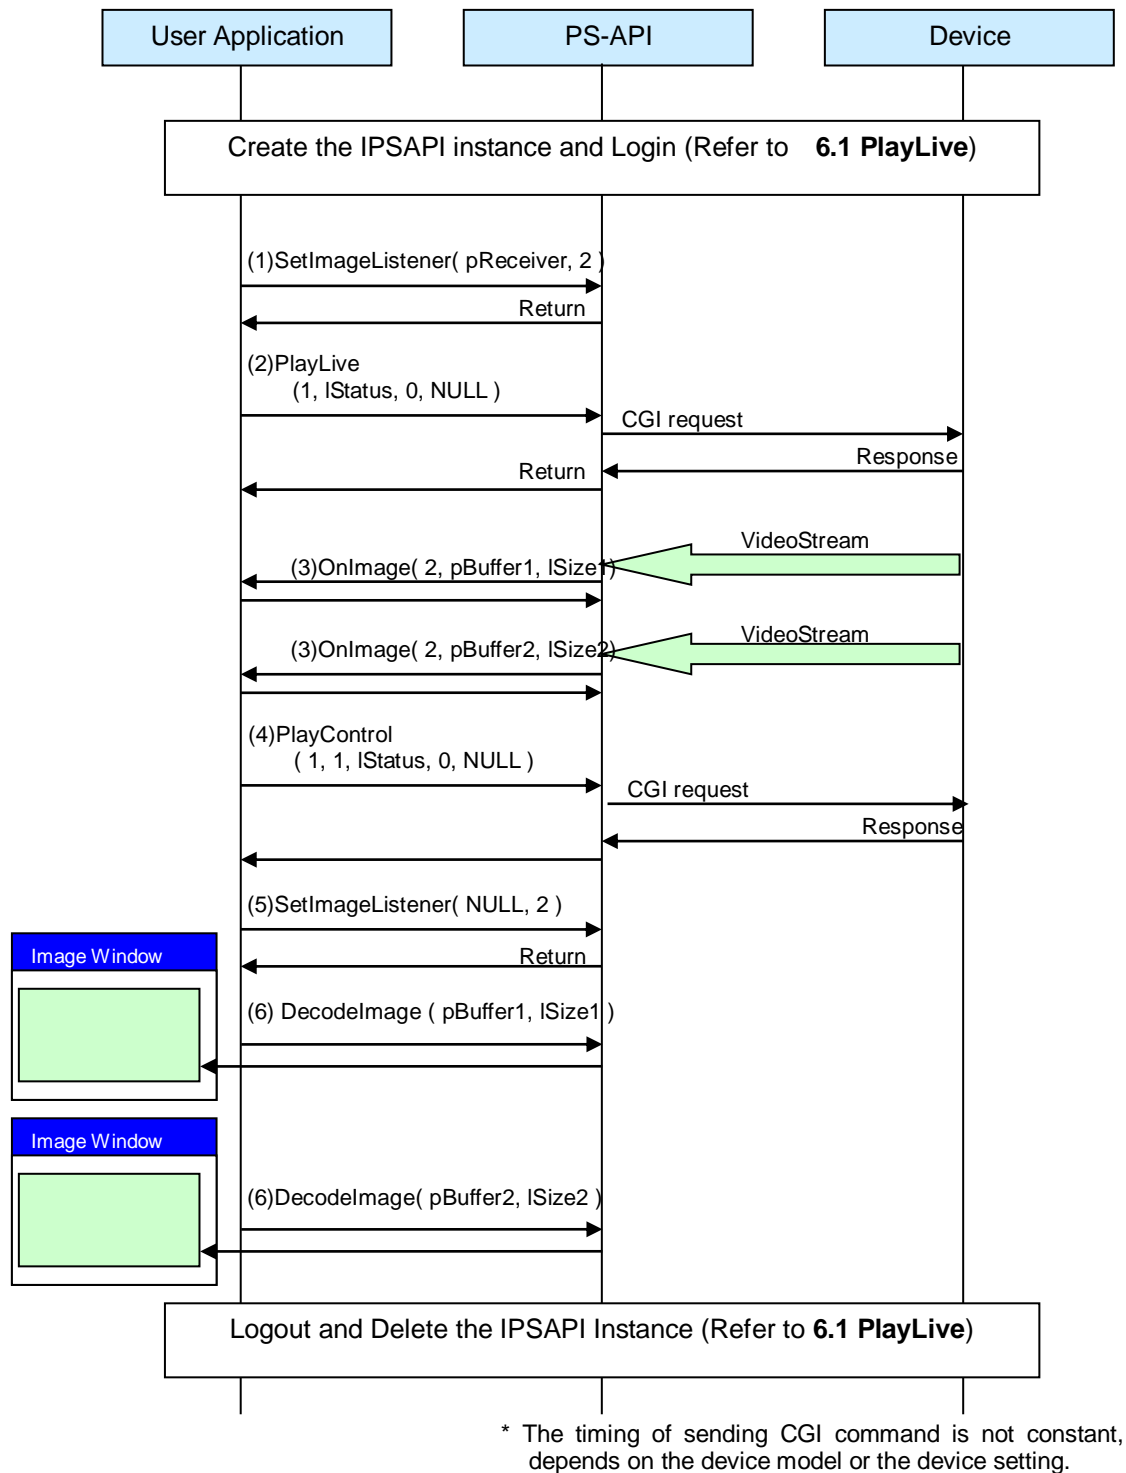 User Application
PS-API
Device
Create the IPSAPI instance and Login (Refer to 6.1 PlayLive)
(1)SetImageListener( pReceiver, 2 )
Return
(2)PlayLive
(1, lStatus, 0, NULL )
CGI request
Response
Return
VideoStream
(3)OnImage( 2, pBuffer1, lSize1)
VideoStream
(3)OnImage( 2, pBuffer2, lSize2)
(4)PlayControl
( 1, 1, lStatus, 0, NULL )
CGI request
Response
(5)SetImageListener( NULL, 2 )
Return
Image Window
(6) DecodeImage ( pBuffer1, lSize1 )
Image Window
(6)DecodeImage( pBuffer2, lSize2 )
Logout and Delete the IPSAPI Instance (Refer to 6.1 PlayLive)
* The timing of sending CGI command is not constant,
depends on the device model or the device setting.